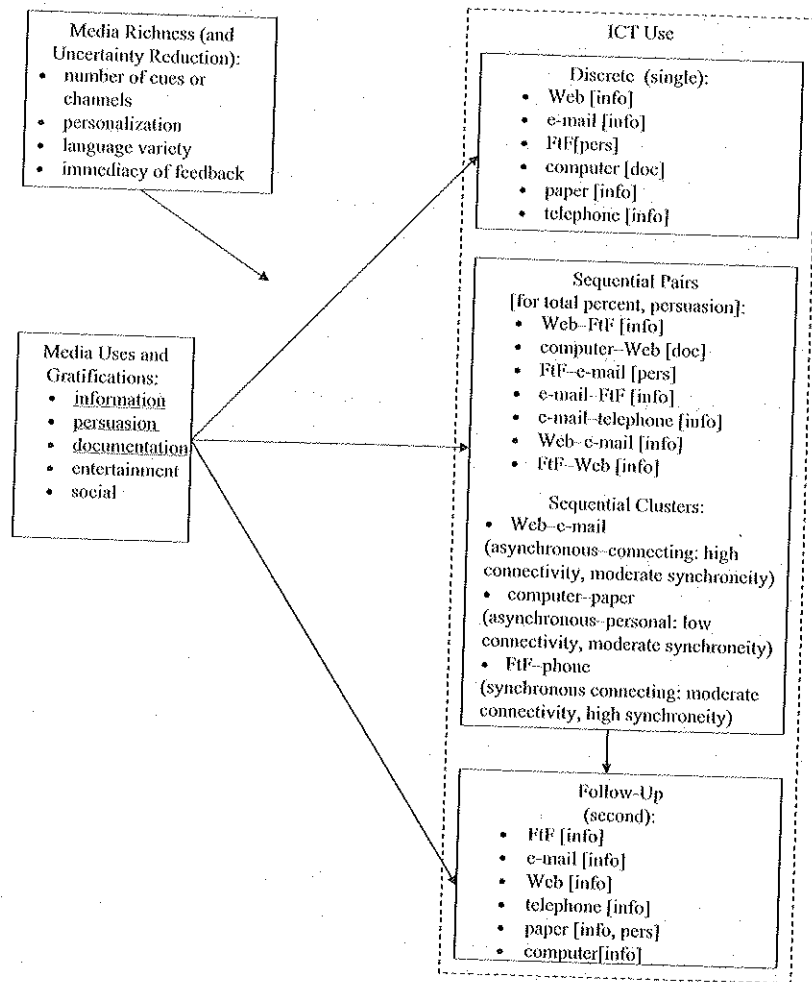 Media Richness (and
Uncertainty Reduction):
• number of cues or
channels
• personalization
• language variety
• immediacy of feedback
Media Uses and
Gratifications:
• information
• persuasion
• documentation
• entertainment
• social
ICT Use
Discrete (single):
• Web [info]
• e-mail [info]
• FtF[pers]
• computer [doc]
• paper [info]
• telephone [info]
Sequential Pairs
[for total percent, persuasion]:
• Web–FtF [info]
• computer–Web [doc]
• FtF–e-mail [pers]
• e-mail–FtF [info]
• e-mail–telephone [info]
• Web–e-mail [info]
• FtF–Web [info]
Sequential Clusters:
• Web–e-mail
(asynchronous–connecting: high
connectivity, moderate synchroneity)
• computer–paper
(asynchronous–personal: low
connectivity, moderate synchroneity)
• FtF–phone
(synchronous connecting: moderate
connectivity, high synchroneity)
Follow-Up
(second):
• FtF [info]
• e-mail [info]
• Web [info]
• telephone [info]
• paper [info, pers]
• computer[info]